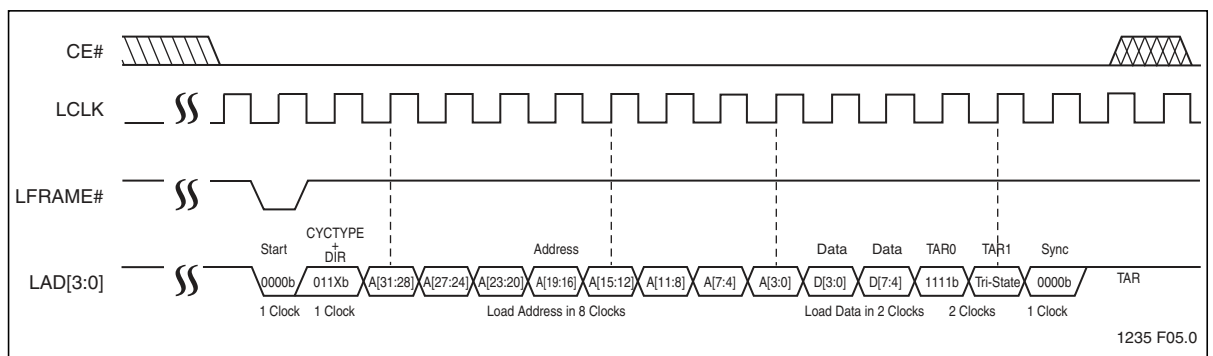 CE#
LCLK
LFRAME#
CYCTYPE
+
DIR
Start
Address
Data Data TAR0 TAR1 Sync
LAD[3:0]
0000b 011Xb A[31:28] A[27:24] A[23:20] A[19:16] A[15:12] A[11:8] A[7:4] A[3:0] D[3:0] D[7:4] 1111b Tri-State 0000b TAR
1 Clock 1 Clock Load Address in 8 Clocks Load Data in 2 Clocks 2 Clocks 1 Clock
1235 F05.0